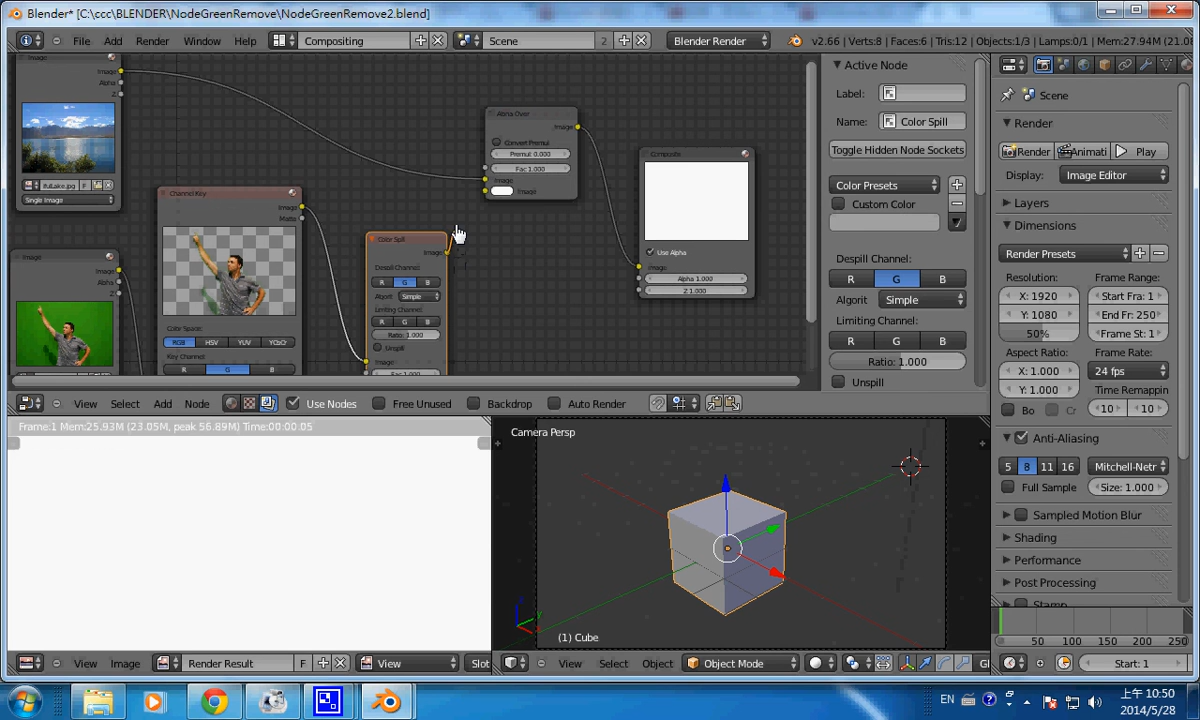 Blender* [C:\ccc\BLENDER\NodeGreenRemove\NodeGreenRemove2.blend]
File Add Render Window Help Compositing Scene 2 Blender Render v2.66 | Verts:8 | Faces:6 | Tris:12 | Objects:1/3 | Lamps:0/1 | Mem:27.94M (21.0
Image
Image
Alpha
Z
ifulLake.jpg F
Single Image
Image
Image
Alpha
Z
Channel Key
Image
Matte
Color Space:
RGB HSV YUV YCbCr
Key Channel:
R G B
Color Spill
Image
Despill Channel:
R G B
Algorit Simple
Limiting Channel:
R G B
Ratio: 1.000
Unspill
Image
Fac 1.000
Alpha Over
Image
Convert Premul
Premul: 0.000
Fac 1.000
Image
Image
Composite
Use Alpha
Image
Alpha 1.000
Z 1.000
Active Node
Label:
Name: Color Spill
Toggle Hidden Node Sockets
Color Presets
Custom Color
Despill Channel:
R G B
Algorit Simple
Limiting Channel:
R G B
Ratio: 1.000
Unspill
Scene
Render
Render Animati Play
Display: Image Editor
Layers
Dimensions
Render Presets
Resolution: Frame Range:
X: 1920 Start Fra: 1
Y: 1080 End Fr: 250
50% Frame St: 1
Aspect Ratio: Frame Rate:
X: 1.000 24 fps
Y: 1.000 Time Remappin
Bo Cr 10 10
Anti-Aliasing
5 8 11 16 Mitchell-Netr
Full Sample Size: 1.000
Sampled Motion Blur
Shading
Performance
Post Processing
Stamp
View Select Add Node Use Nodes Free Unused Backdrop Auto Render
Frame:1 Mem:25.93M (23.05M, peak 56.89M) Time:00:00.05
Camera Persp
(1) Cube
0 50 100 150 200 250
View Image Render Result F View Slot
View Select Object Object Mode Gl
Start: 1
EN 上午 10:50
2014/5/28